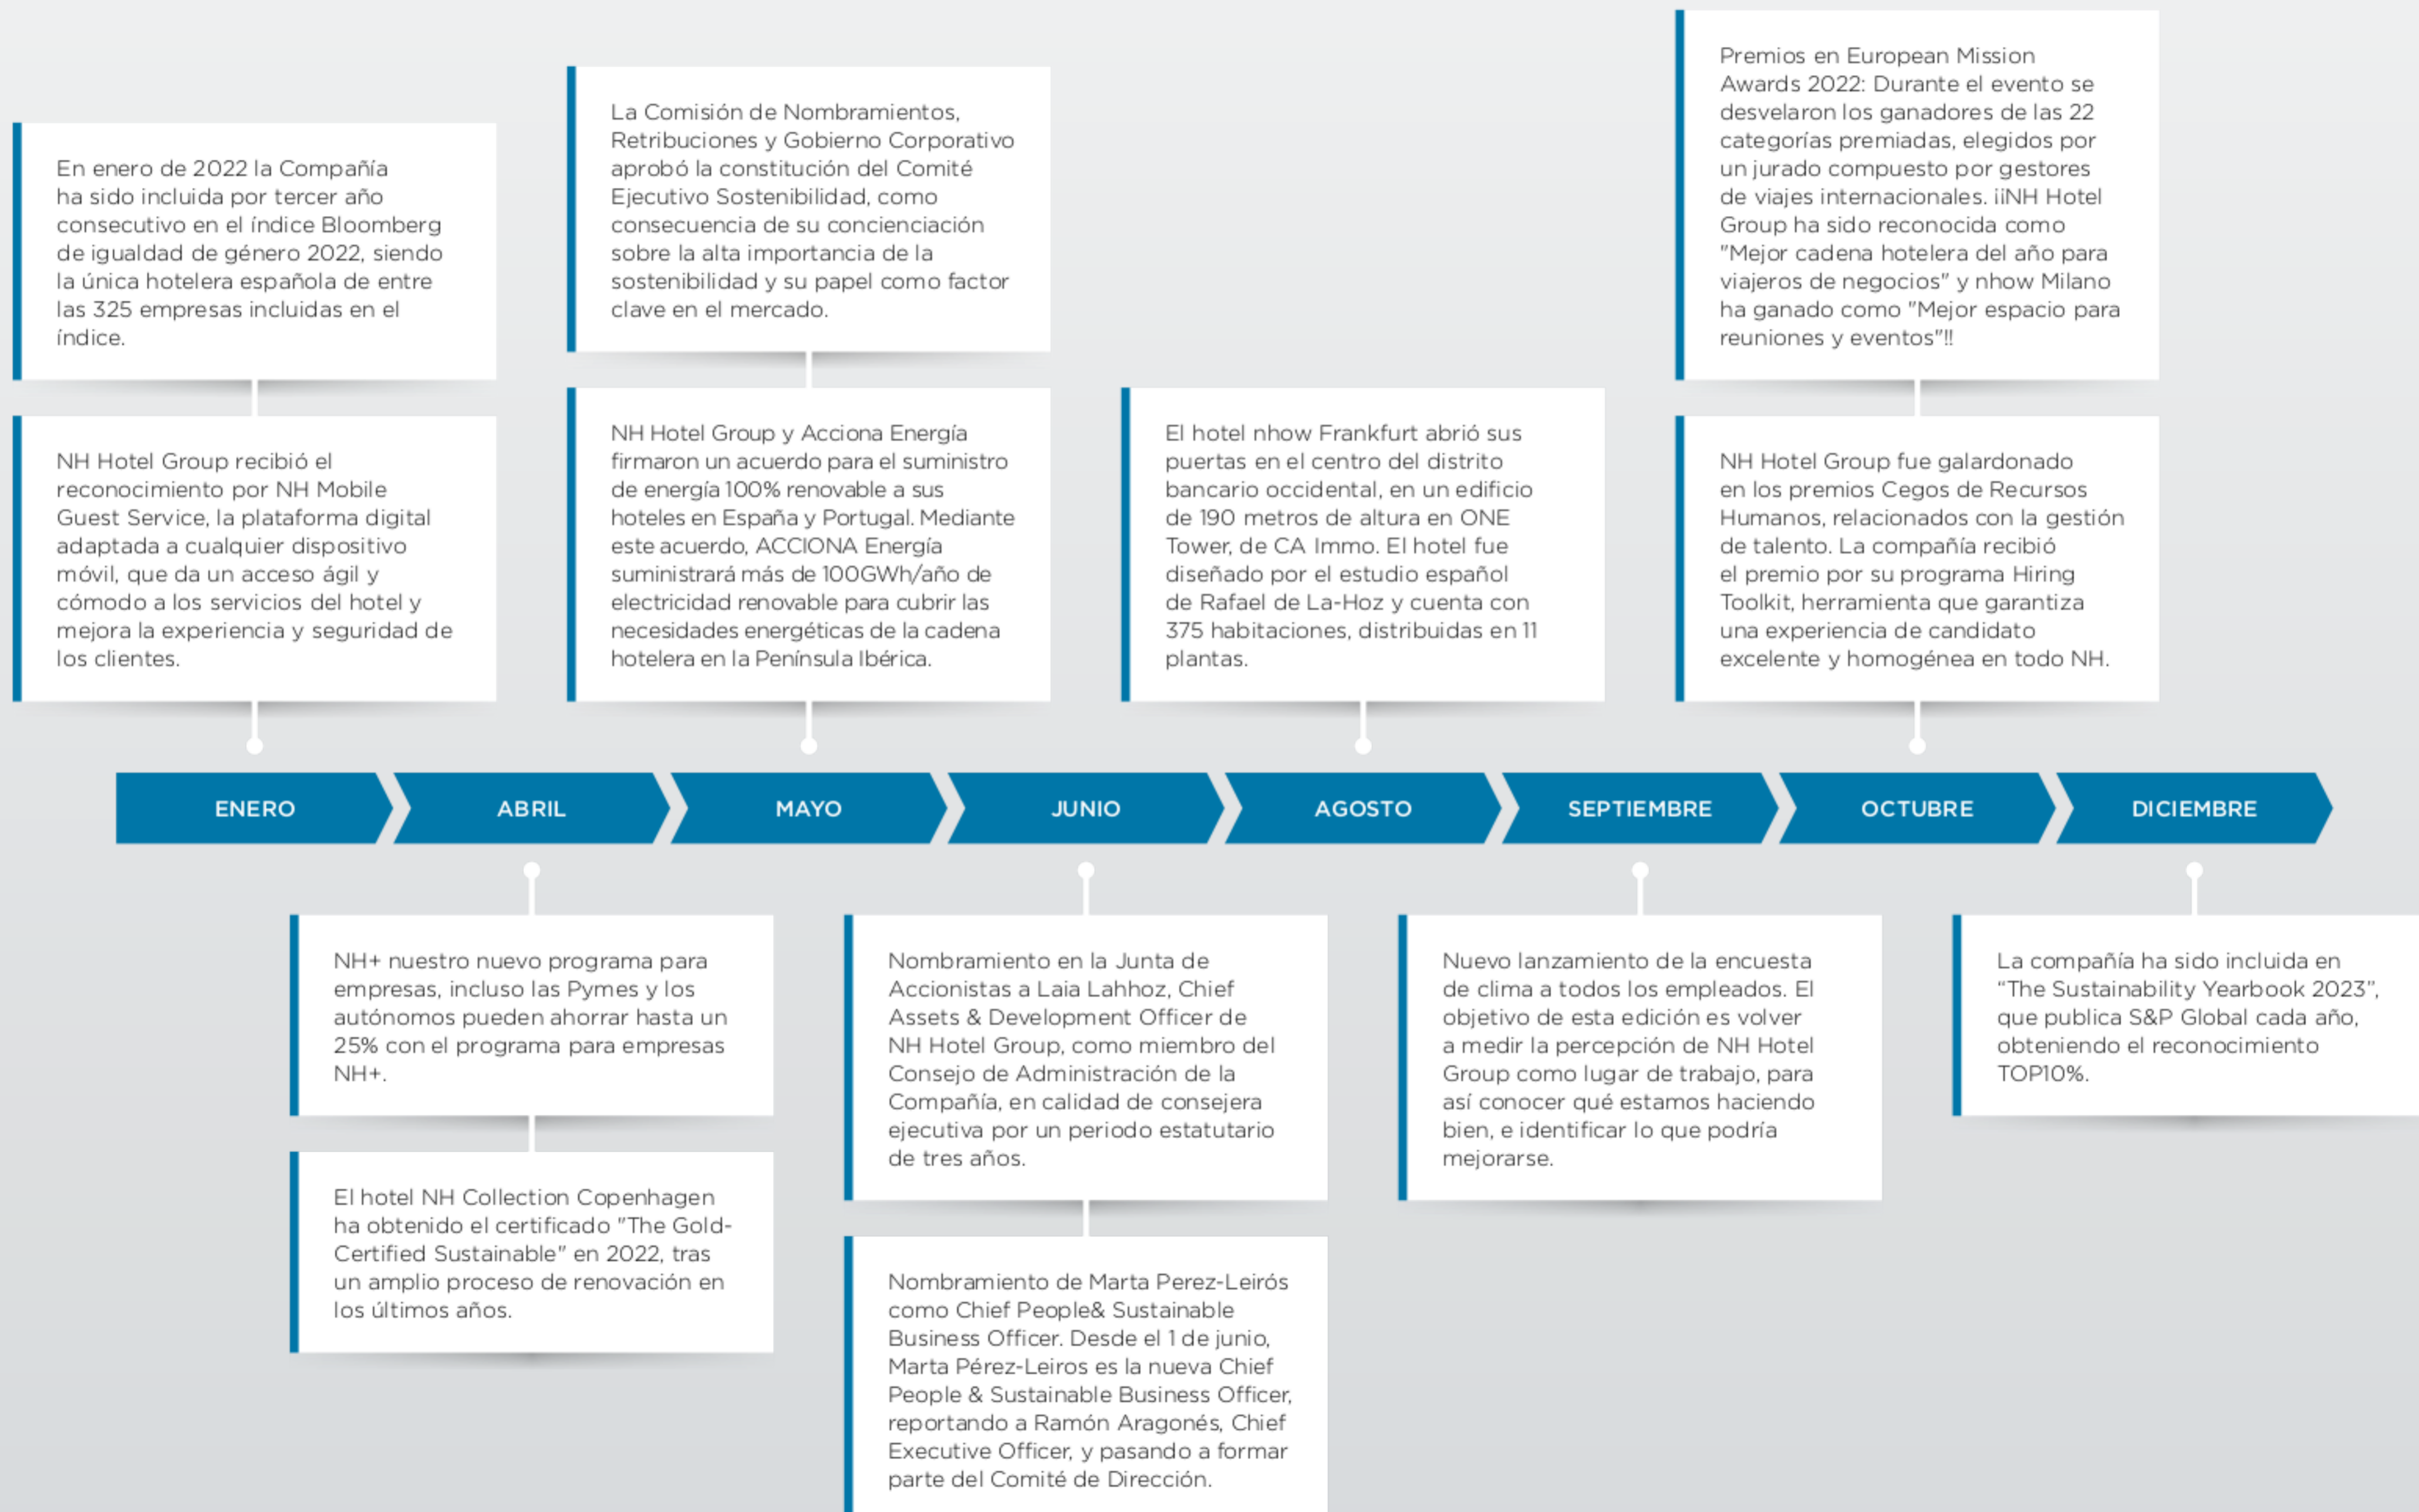 En enero de 2022 la Compañía
ha sido incluida por tercer año
consecutivo en el índice Bloomberg
de igualdad de género 2022, siendo
la única hotelera española de entre
las 325 empresas incluidas en el
índice.
NH Hotel Group recibió el
reconocimiento por NH Mobile
Guest Service, la plataforma digital
adaptada a cualquier dispositivo
móvil, que da un acceso ágil y
cómodo a los servicios del hotel y
mejora la experiencia y seguridad de
los clientes.
La Comisión de Nombramientos,
Retribuciones y Gobierno Corporativo
aprobó la constitución del Comité
Ejecutivo Sostenibilidad, como
consecuencia de su concienciación
sobre la alta importancia de la
sostenibilidad y su papel como factor
clave en el mercado.
NH Hotel Group y Acciona Energía
firmaron un acuerdo para el suministro
de energía 100% renovable a sus
hoteles en España y Portugal. Mediante
este acuerdo, ACCIONA Energía
suministrará más de 100GWh/año de
electricidad renovable para cubrir las
necesidades energéticas de la cadena
hotelera en la Península Ibérica.
El hotel nhow Frankfurt abrió sus
puertas en el centro del distrito
bancario occidental, en un edificio
de 190 metros de altura en ONE
Tower, de CA Immo. El hotel fue
diseñado por el estudio español
de Rafael de La-Hoz y cuenta con
375 habitaciones, distribuidas en 11
plantas.
Premios en European Mission
Awards 2022: Durante el evento se
desvelaron los ganadores de las 22
categorías premiadas, elegidos por
un jurado compuesto por gestores
de viajes internacionales. ¡¡NH Hotel
Group ha sido reconocida como
"Mejor cadena hotelera del año para
viajeros de negocios" y nhow Milano
ha ganado como "Mejor espacio para
reuniones y eventos"!!
NH Hotel Group fue galardonado
en los premios Cegos de Recursos
Humanos, relacionados con la gestión
de talento. La compañía recibió
el premio por su programa Hiring
Toolkit, herramienta que garantiza
una experiencia de candidato
excelente y homogénea en todo NH.
ENERO
ABRIL
MAYO
JUNIO
AGOSTO
SEPTIEMBRE
OCTUBRE
DICIEMBRE
NH+ nuestro nuevo programa para
empresas, incluso las Pymes y los
autónomos pueden ahorrar hasta un
25% con el programa para empresas
NH+.
El hotel NH Collection Copenhagen
ha obtenido el certificado "The Gold-
Certified Sustainable" en 2022, tras
un amplio proceso de renovación en
los últimos años.
Nombramiento en la Junta de
Accionistas a Laia Lahhoz, Chief
Assets & Development Officer de
NH Hotel Group, como miembro del
Consejo de Administración de la
Compañía, en calidad de consejera
ejecutiva por un periodo estatutario
de tres años.
Nombramiento de Marta Perez-Leirós
como Chief People& Sustainable
Business Officer. Desde el 1 de junio,
Marta Pérez-Leiros es la nueva Chief
People & Sustainable Business Officer,
reportando a Ramón Aragonés, Chief
Executive Officer, y pasando a formar
parte del Comité de Dirección.
Nuevo lanzamiento de la encuesta
de clima a todos los empleados. El
objetivo de esta edición es volver
a medir la percepción de NH Hotel
Group como lugar de trabajo, para
así conocer qué estamos haciendo
bien, e identificar lo que podría
mejorarse.
La compañía ha sido incluida en
“The Sustainability Yearbook 2023”,
que publica S&P Global cada año,
obteniendo el reconocimiento
TOP10%.